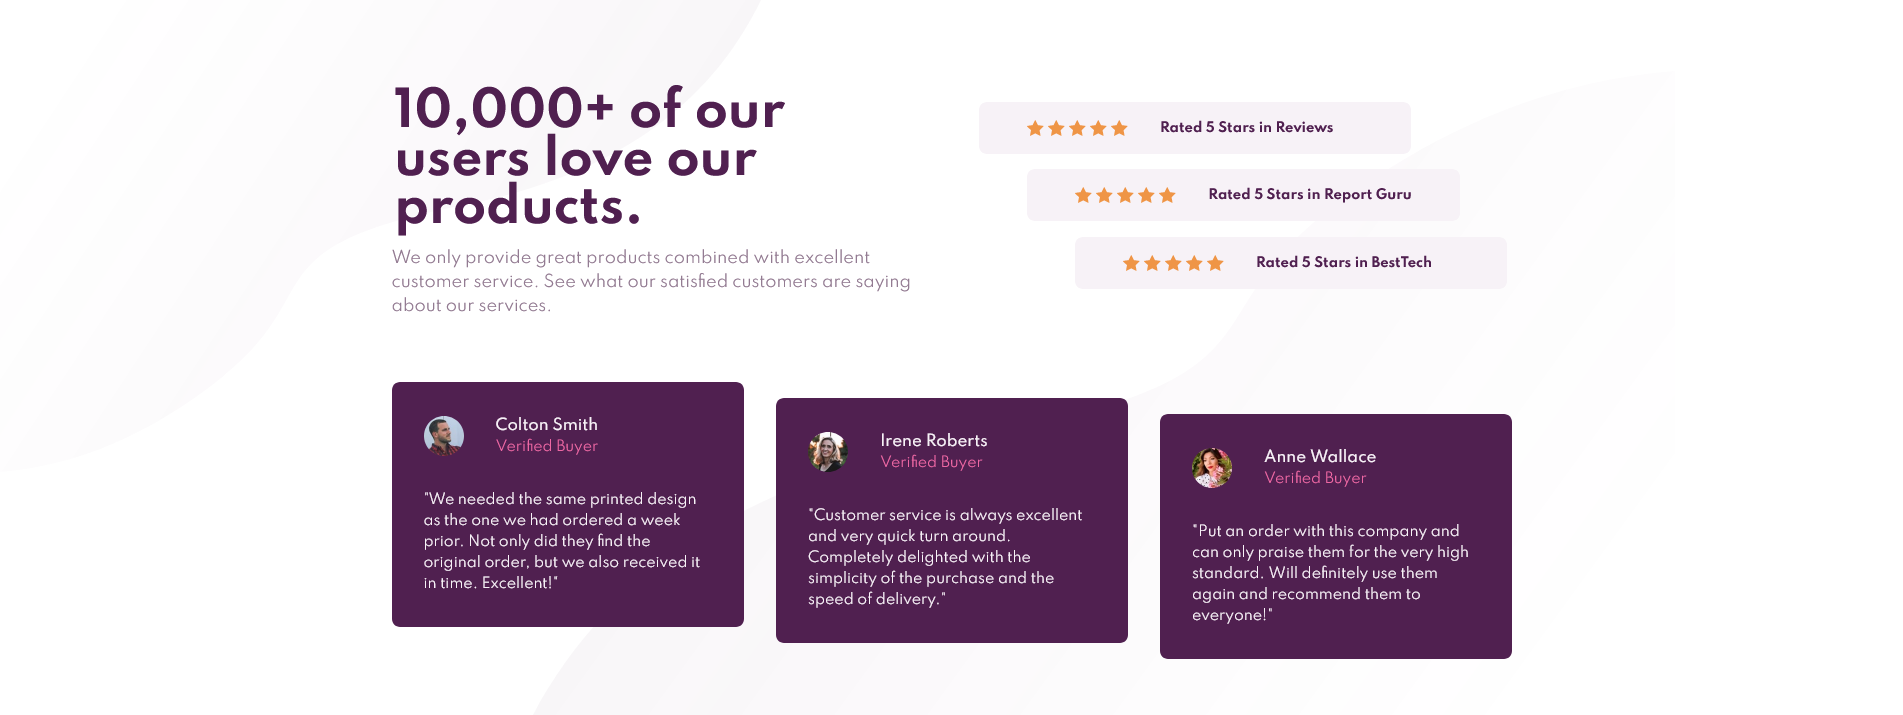 10,000+ of our
users love our
products.
We only provide great products combined with excellent
customer service. See what our satisfied customers are saying
about our services.
Rated 5 Stars in Reviews
Rated 5 Stars in Report Guru
Rated 5 Stars in BestTech
Colton Smith
Verified Buyer
"We needed the same printed design
as the one we had ordered a week
prior. Not only did they find the
original order, but we also received it
in time. Excellent!"
Irene Roberts
Verified Buyer
"Customer service is always excellent
and very quick turn around.
Completely delighted with the
simplicity of the purchase and the
speed of delivery."
Anne Wallace
Verified Buyer
"Put an order with this company and
can only praise them for the very high
standard. Will definitely use them
again and recommend them to
everyone!"